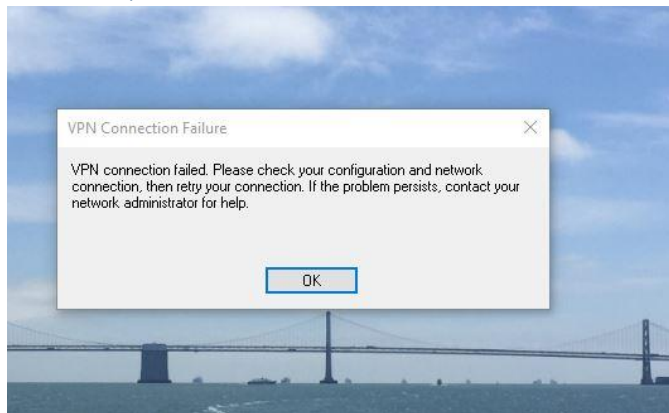 VPN Connection Failure
VPN connection failed. Please check your configuration and network
connection, then retry your connection. If the problem persists, contact your
network administrator for help.
OK